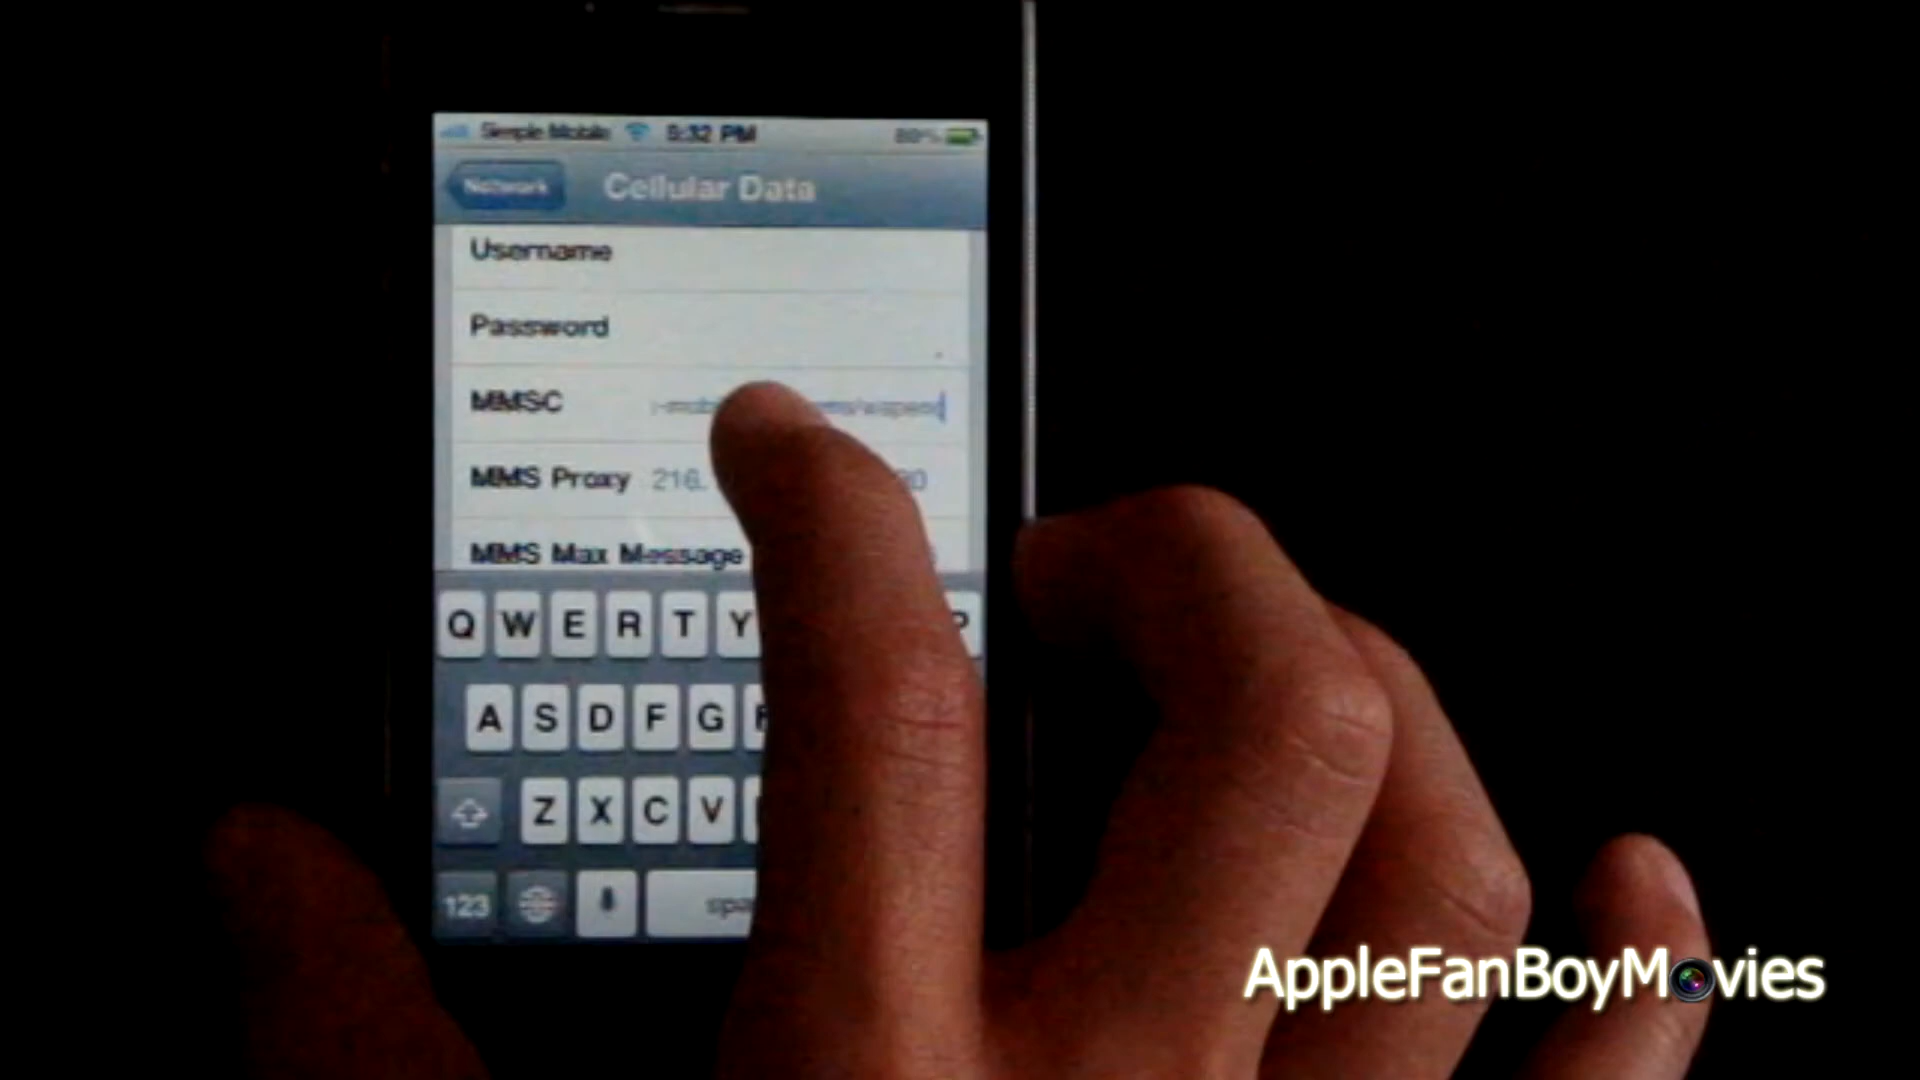 Simple Mobile 5:32 PM
Network Cellular Data
Username
Password
MMSC
MMS Proxy 216.
MMS Max Message
Q W E R T Y P
A S D F G
Z X C V
123
AppleFanBoyMovies